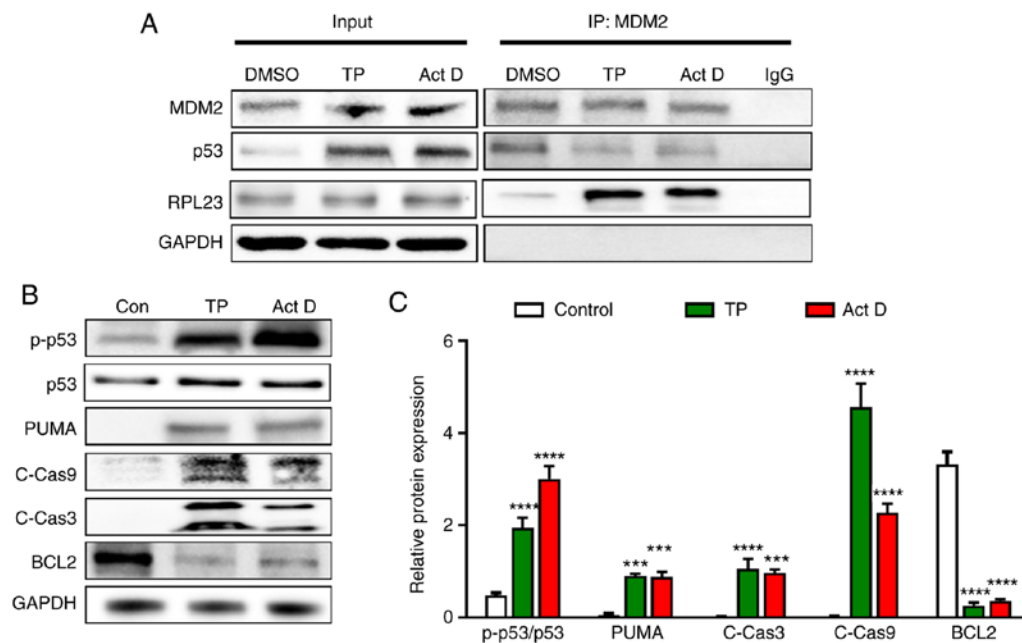 A
Input
IP: MDM2
DMSO TP Act D
DMSO TP Act D IgG
MDM2
p53
RPL23
GAPDH
B
Con TP Act D
p-p53
p53
PUMA
C-Cas9
C-Cas3
BCL2
GAPDH
C
Control TP Act D
Relative protein expression
6
4
2
0
**** ****
*** ***
**** ***
**** ****
**** ****
p-p53/p53 PUMA C-Cas3 C-Cas9 BCL2